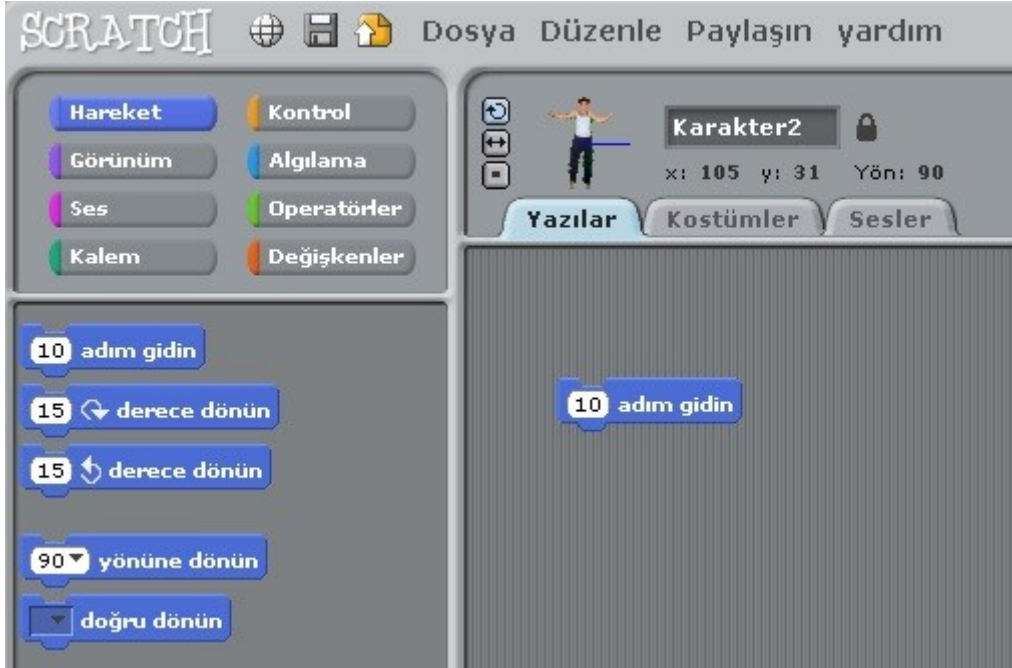 SCRATCH Dosya Düzenle Paylaşın yardım
Hareket Kontrol
Görünüm Algılama
Ses Operatörler
Kalem Değişkenler
Karakter2
x: 105 y: 31 Yön: 90
Yazılar Kostümler Sesler
10 adım gidin
15 derece dönün
15 derece dönün
90 yönüne dönün
doğru dönün
10 adım gidin